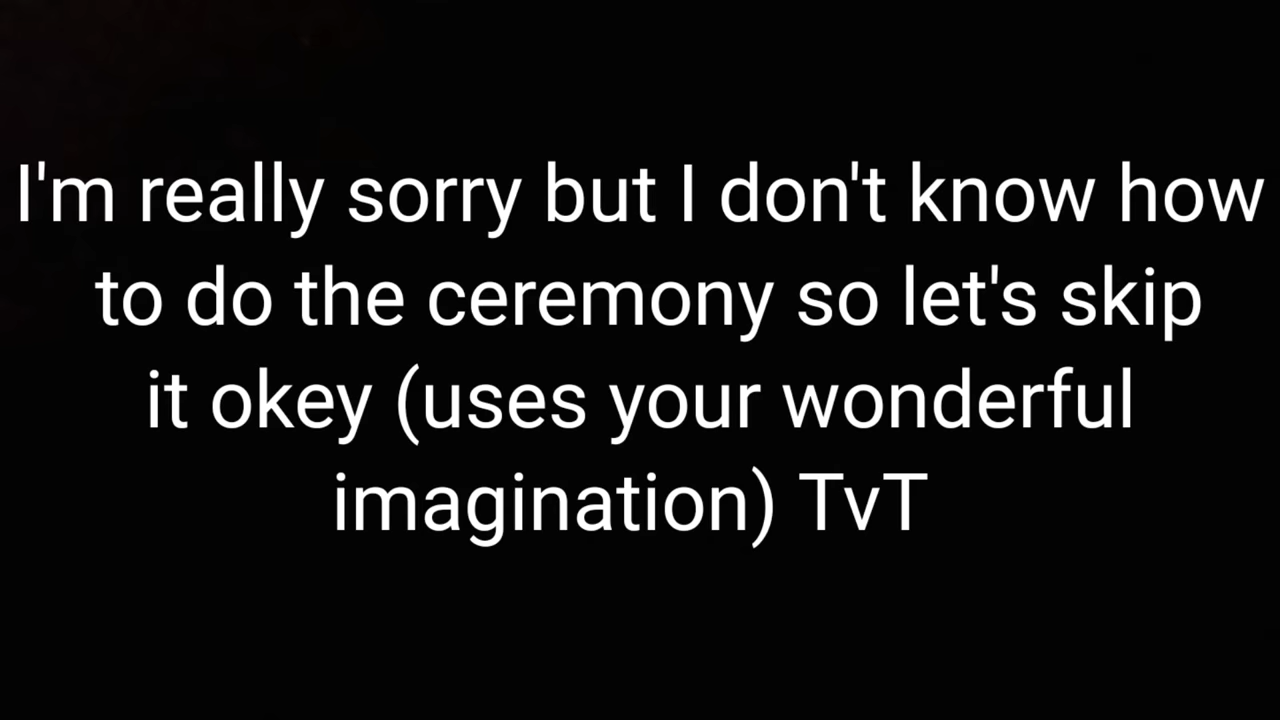 I'm really sorry but I don't know how
to do the ceremony so let's skip
it okey (uses your wonderful
imagination) TvT